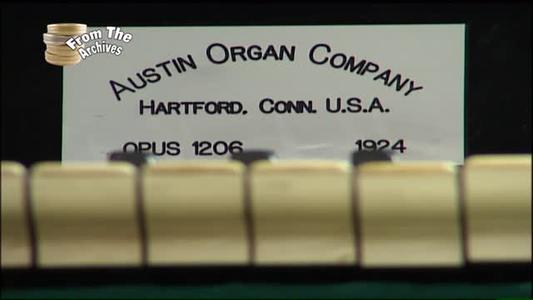 From The
Archives
AUSTIN ORGAN COMPANY
HARTFORD. CONN. U.S.A.
OPUS 1206 1924